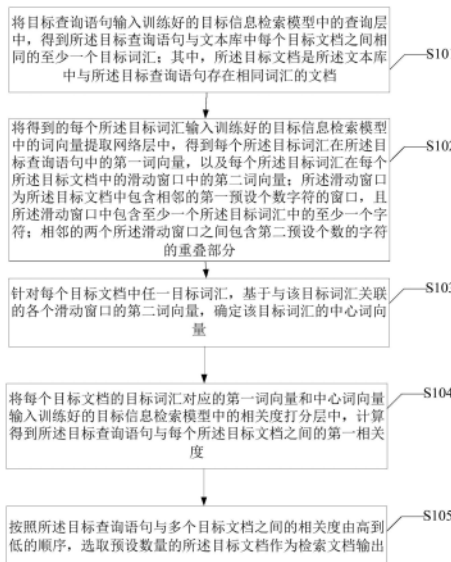 将目标查询语句输入训练好的目标信息检索模型中的查询层
中，得到所述目标查询语句与文本库中每个目标文档之间相
同的至少一个目标词汇；其中，所述目标文档是所述文本库
中与所述目标查询语句存在相同词汇的文档
S101
将得到的每个所述目标词汇输入训练好的目标信息检索模型
中的词向量提取网络层中，得到每个所述目标词汇在所述目
标查询语句中的第一词向量，以及每个所述目标词汇在每个
所述目标文档中的滑动窗口中的第二词向量；所述滑动窗口
为所述目标文档中包含相邻的第一预设个数字符的窗口，且
所述滑动窗口中包含至少一个所述目标词汇中的至少一个字
符；相邻的两个所述滑动窗口之间包含第二预设个数的字符
的重叠部分
S102
针对每个目标文档中任一目标词汇，基于与该目标词汇关联
的各个滑动窗口的第二词向量，确定该目标词汇的中心词向
量
S103
将每个目标文档的目标词汇对应的第一词向量和中心词向量
输入训练好的目标信息检索模型中的相关度打分层中，计算
得到所述目标查询语句与每个所述目标文档之间的第一相关
度
S104
按照所述目标查询语句与多个目标文档之间的相关度由高到
低的顺序，选取预设数量的所述目标文档作为检索文档输出
S105